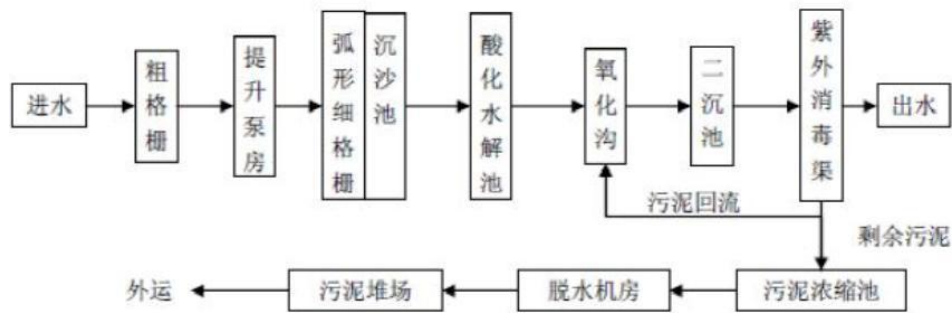 进水
粗格栅
提升泵房
弧形细格栅
沉沙池
酸化水解池
氧化沟
二沉池
紫外消毒渠
出水
污泥回流
剩余污泥
外运
污泥堆场
脱水机房
污泥浓缩池